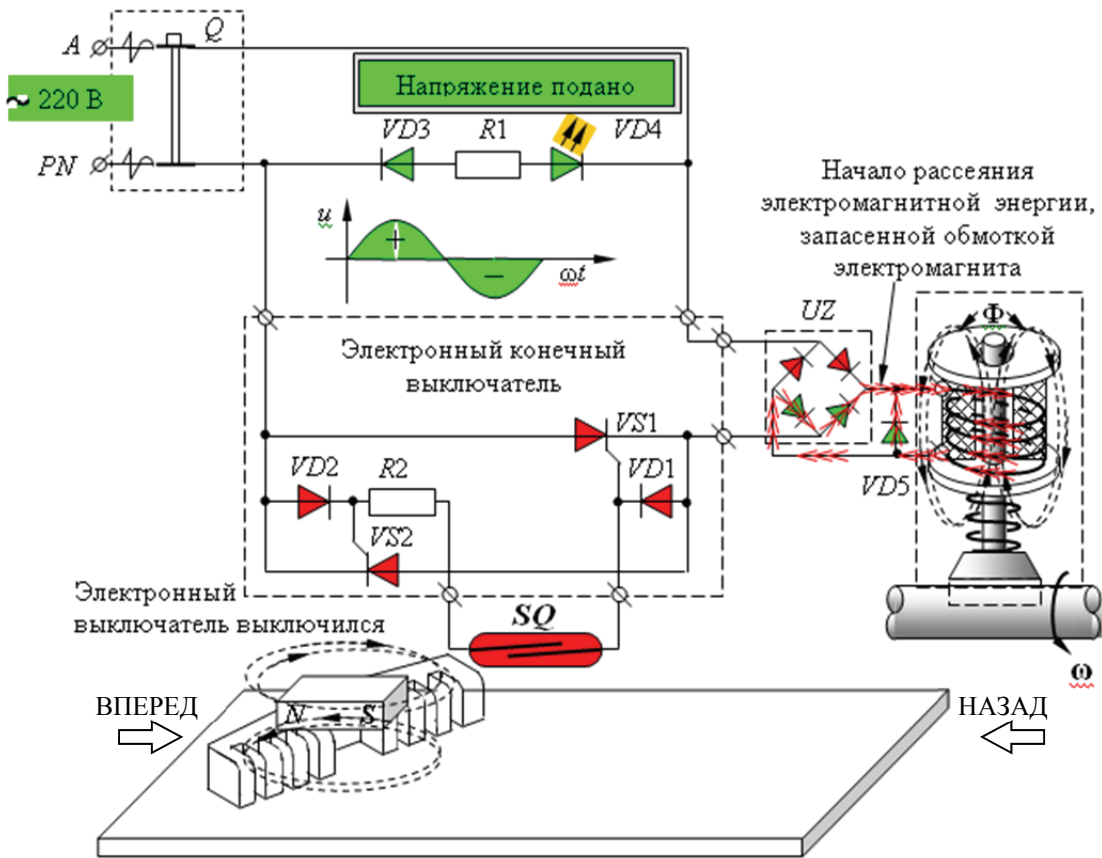 A
Q
~ 220 В
PN
Напряжение подано
VD3
R1
VD4
u
+
−
ωt
Начало рассеяния
электромагнитной энергии,
запасенной обмоткой
электромагнита
UZ
Ф
Электронный конечный
выключатель
VS1
VD2
R2
VD1
VD5
VS2
Электронный
выключатель выключился
SQ
ω
ВПЕРЕД
N
S
НАЗАД